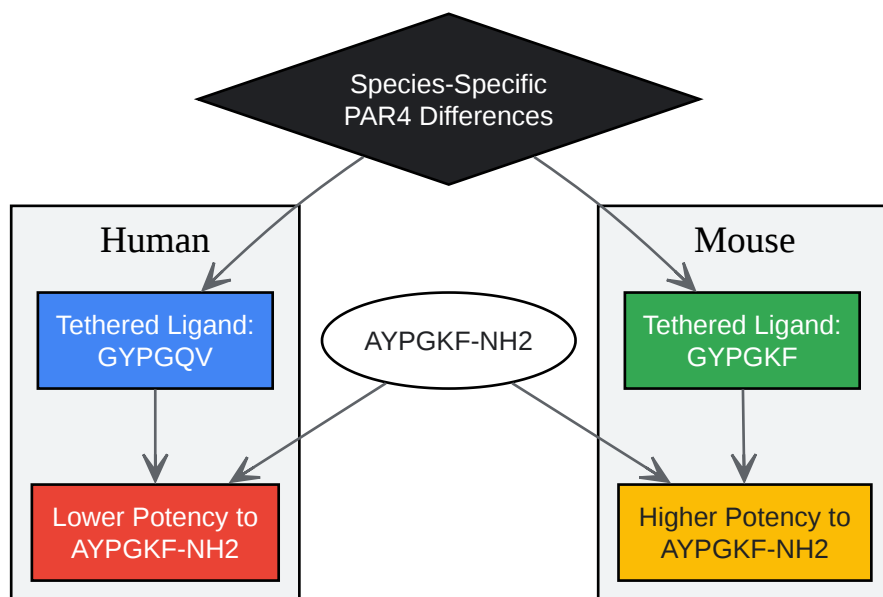 Species-Specific
PAR4 Differences
Human
Mouse
Tethered Ligand:
GYPGQV
AYPGKF-NH2
Tethered Ligand:
GYPGKF
Lower Potency to
AYPGKF-NH2
Higher Potency to
AYPGKF-NH2